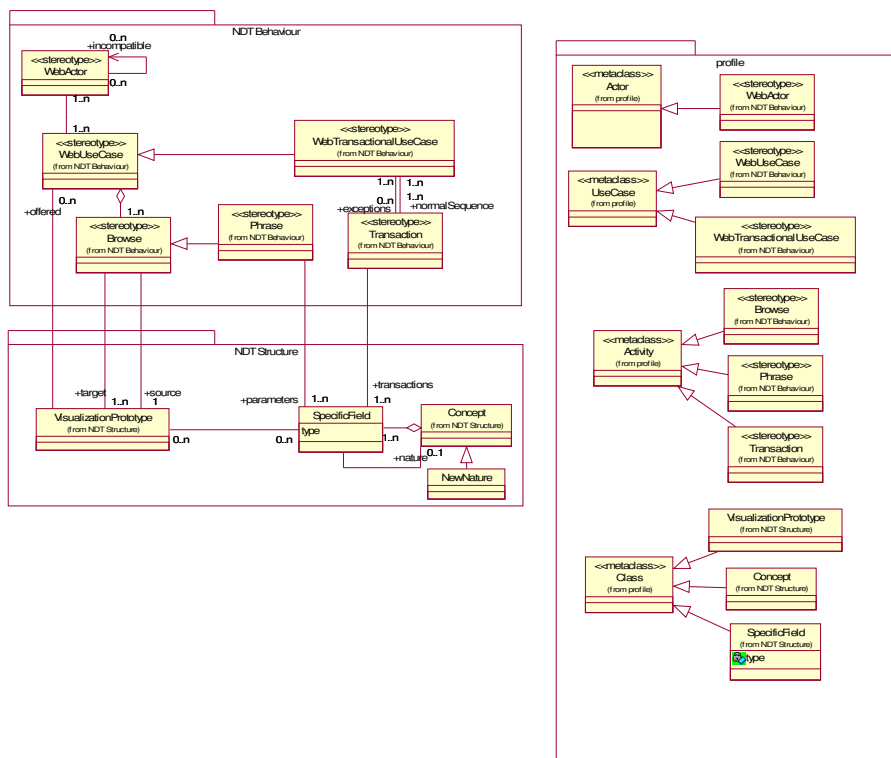 NDT Behaviour
0..n
+incompatible
<<stereotype>>
WebActor
0..n
1..n
1..n
<<stereotype>>
WebUseCase
(from NDT Behaviour)
<<stereotype>>
WebTransactionalUseCase
(from NDT Behaviour)
0..n
+offered
1..n
1..n
1..n
0..n
1..n
+exceptions
+normalSequence
<<stereotype>>
Browse
(from NDT Behaviour)
<<stereotype>>
Phrase
(from NDT Behaviour)
<<stereotype>>
Transaction
(from NDT Behaviour)
NDT Structure
+target
1..n
+source
1
+parameters
1..n
+transactions
1..n
VisualizationPrototype
(from NDT Structure)
0..n
0..n
SpecificField
type
1..n
Concept
(from NDT Structure)
+nature
0..1
NewNature
profile
<<metaclass>>
Actor
(from profile)
<<stereotype>>
WebActor
(from NDT Behaviour)
<<metaclass>>
UseCase
(from profile)
<<stereotype>>
WebUseCase
(from NDT Behaviour)
<<stereotype>>
WebTransactionalUseCase
(from NDT Behaviour)
<<metaclass>>
Activity
(from profile)
<<stereotype>>
Browse
(from NDT Behaviour)
<<stereotype>>
Phrase
(from NDT Behaviour)
<<stereotype>>
Transaction
(from NDT Behaviour)
<<metaclass>>
Class
(from profile)
VisualizationPrototype
(from NDT Structure)
Concept
(from NDT Structure)
SpecificField
(from NDT Structure)
type